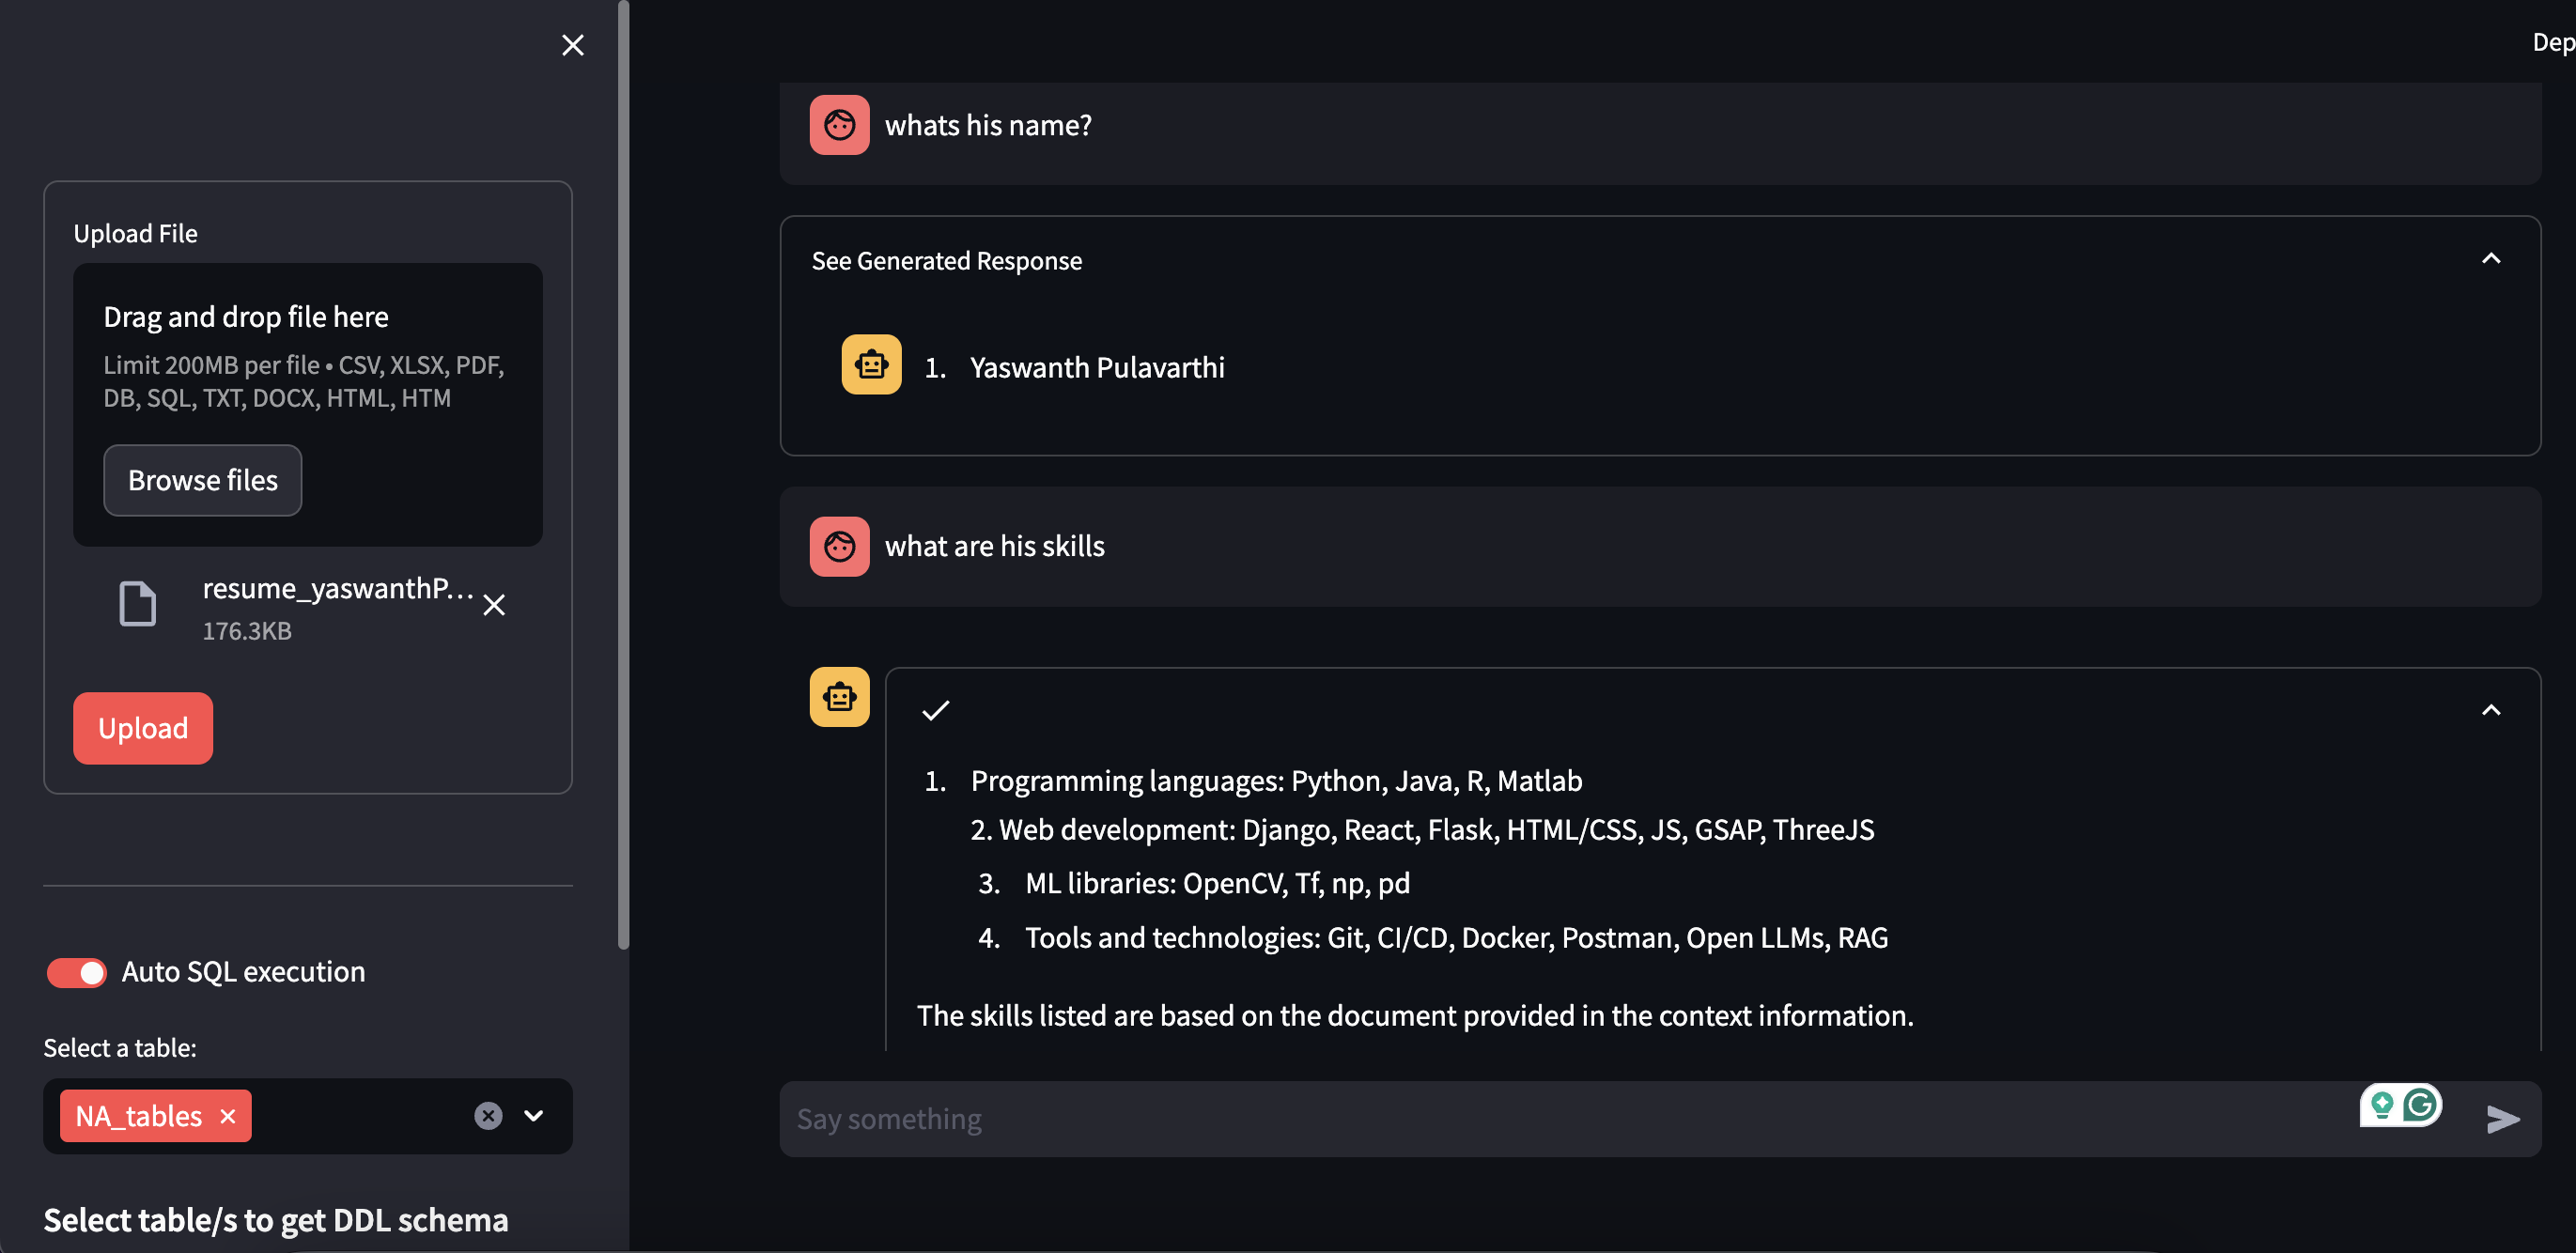 Upload File
Drag and drop file here
Limit 200MB per file • CSV, XLSX, PDF,
DB, SQL, TXT, DOCX, HTML, HTM
Browse files
resume_yaswanthP...
176.3KB
Upload
Auto SQL execution
Select a table:
NA_tables
Select table/s to get DDL schema
Dep
whats his name?
See Generated Response
1. Yaswanth Pulavarthi
what are his skills
1. Programming languages: Python, Java, R, Matlab
2. Web development: Django, React, Flask, HTML/CSS, JS, GSAP, ThreeJS
3. ML libraries: OpenCV, Tf, np, pd
4. Tools and technologies: Git, CI/CD, Docker, Postman, Open LLMs, RAG
The skills listed are based on the document provided in the context information.
Say something